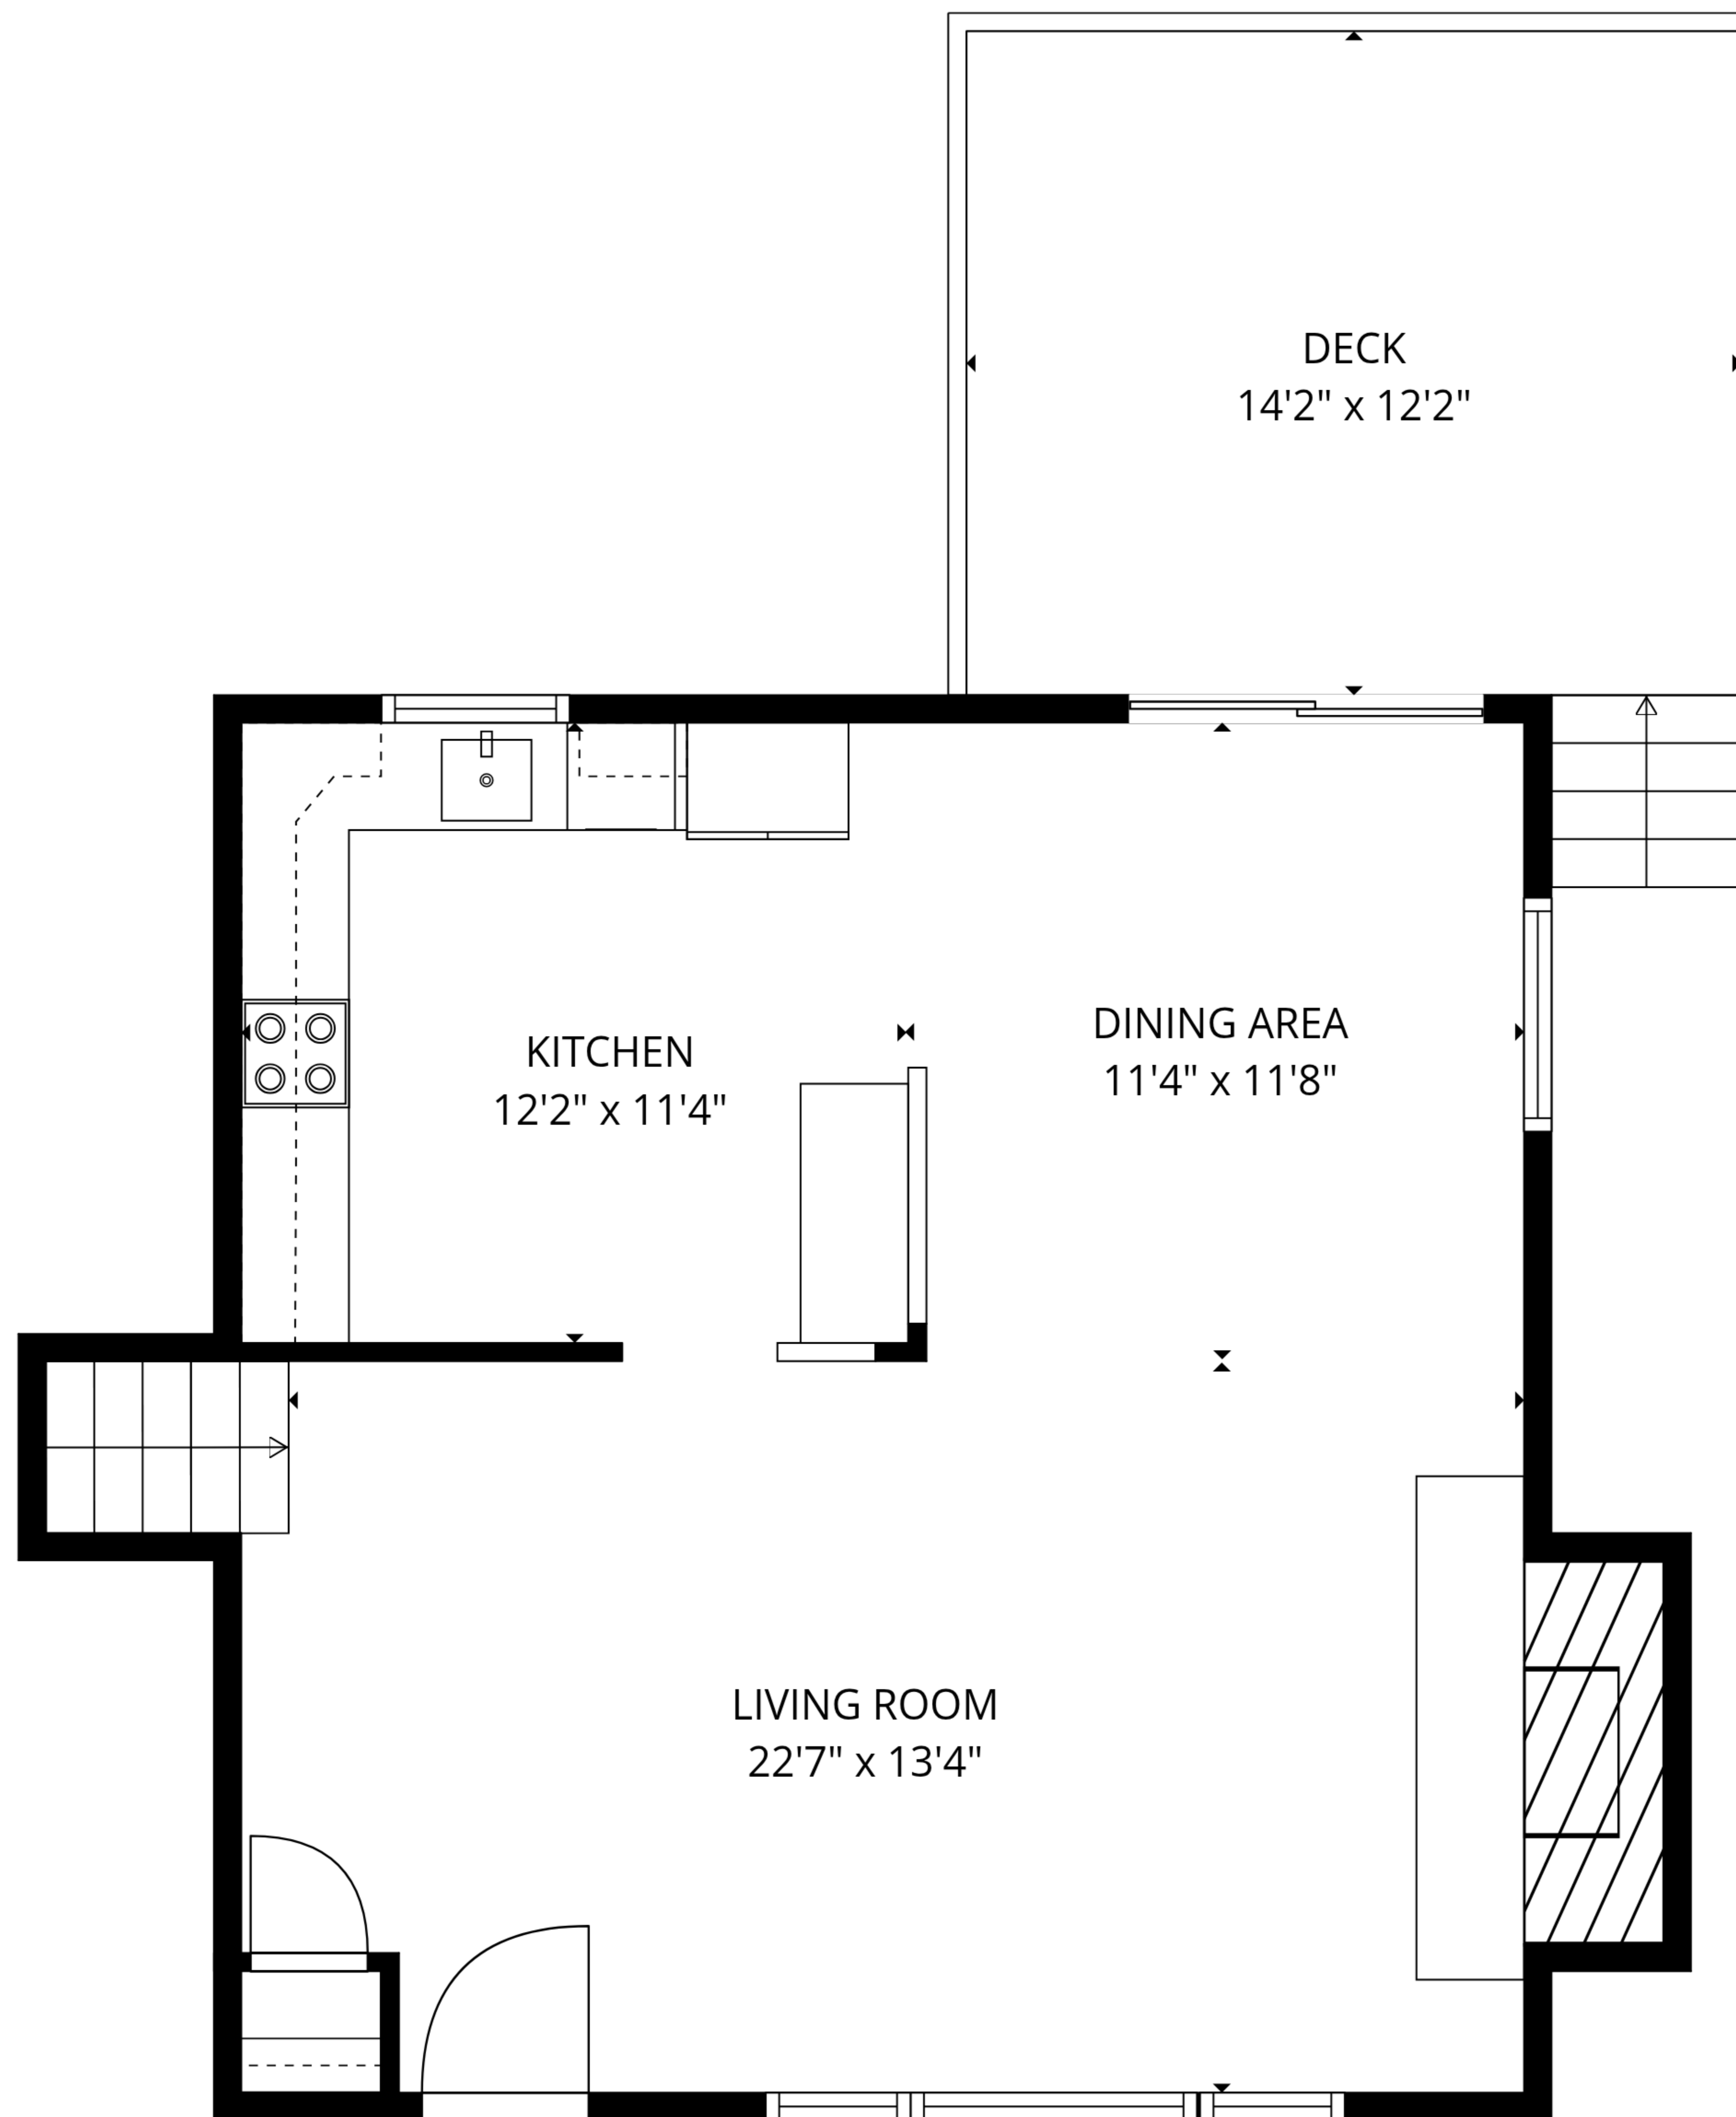 DECK
14'2" x 12'2"
KITCHEN
12'2" x 11'4"
DINING AREA
11'4" x 11'8"
LIVING ROOM
22'7" x 13'4"